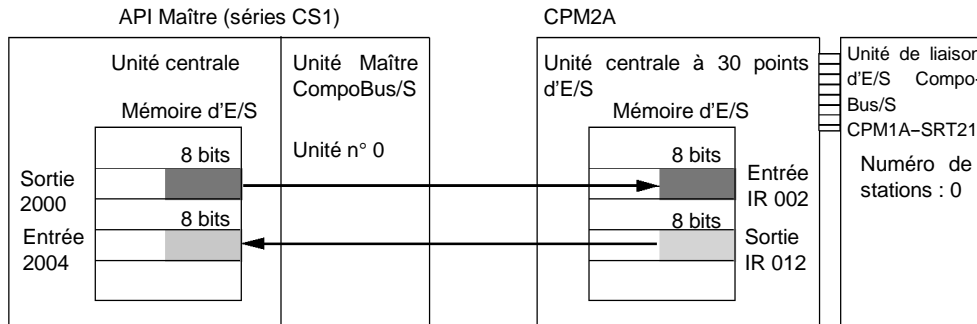 API Maître (séries CS1)
CPM2A
Unité centrale
Unité Maître
CompoBus/S
Unité n° 0
Mémoire d'E/S
8 bits
Sortie
2000
8 bits
Entrée
2004
Unité centrale à 30 points
d'E/S
Mémoire d'E/S
8 bits
Entrée
IR 002
8 bits
Sortie
IR 012
Unité de liaison
d'E/S Compo-
Bus/S
CPM1A-SRT21
Numéro de
stations : 0